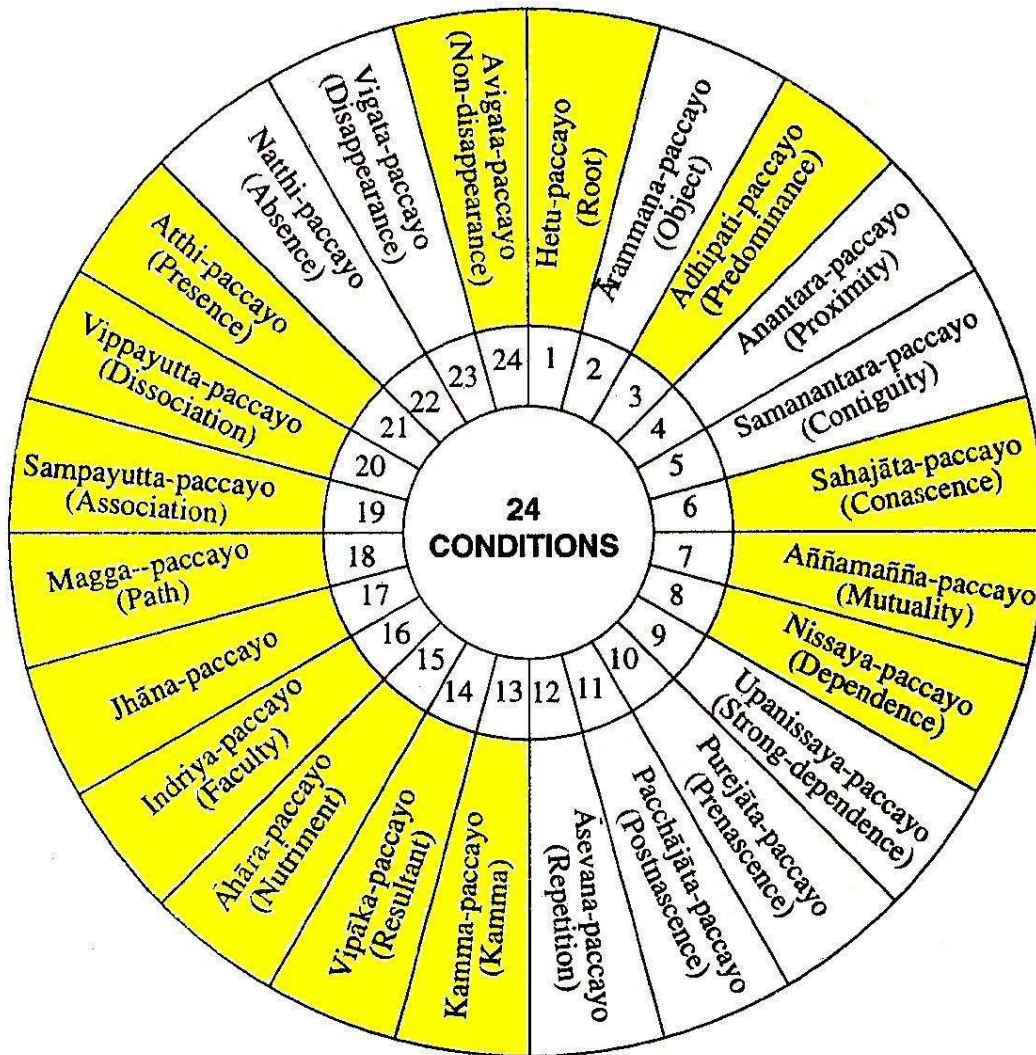 24
CONDITIONS
1
Hetu-paccayo
(Root)
2
Ārammana-paccayo
(Object)
3
Adhipati-paccayo
(Predominance)
4
Anantara-paccayo
(Proximity)
5
Samanantara-paccayo
(Contiguity)
6
Sahajāta-paccayo
(Conascence)
7
Aññamañña-paccayo
(Mutuality)
8
Nissaya-paccayo
(Dependence)
9
Upanissaya-paccayo
(Strong-dependence)
10
Purejāta-paccayo
(Prenascence)
11
Pacchājāta-paccayo
(Postnascence)
12
Āsevana-paccayo
(Repetition)
13
Kamma-paccayo
(Kamma)
14
Vipāka-paccayo
(Resultant)
15
Āhāra-paccayo
(Nutriment)
16
Indriya-paccayo
(Faculty)
17
Jhāna-paccayo
18
Magga--paccayo
(Path)
19
Sampayutta-paccayo
(Association)
20
Vippayutta-paccayo
(Dissociation)
21
Atthi-paccayo
(Presence)
22
Natthi-paccayo
(Absence)
23
Vigata-paccayo
(Disappearance)
24
Avigata-paccayo
(Non-disappearance)